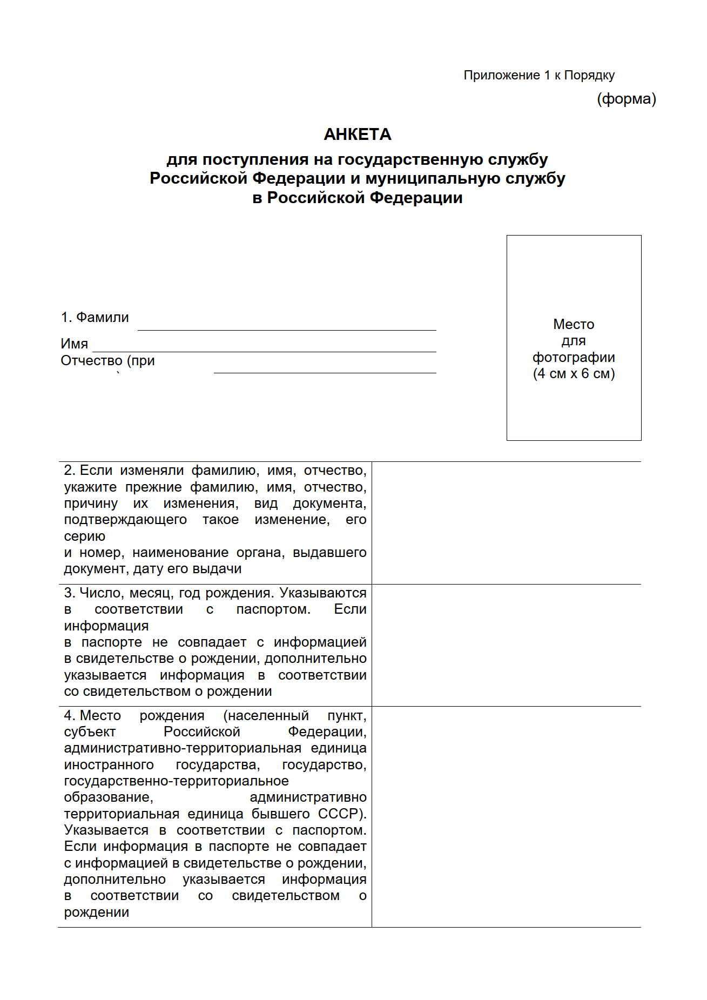 Приложение 1 к Порядку
(форма)
АНКЕТА
для поступления на государственную службу
Российской Федерации и муниципальную службу
в Российской Федерации
1. Фамили
Имя
Отчество (при
Место
для
фотографии
(4 см x 6 см)
2. Если изменяли фамилию, имя, отчество,
укажите прежние фамилию, имя, отчество,
причину их изменения, вид документа,
подтверждающего такое изменение, его
серию
и номер, наименование органа, выдавшего
документ, дату его выдачи
3. Число, месяц, год рождения. Указываются
в соответствии с паспортом. Если
информация
в паспорте не совпадает с информацией
в свидетельстве о рождении, дополнительно
указывается информация в соответствии
со свидетельством о рождении
4. Место рождения (населенный пункт,
субъект Российской Федерации,
административно-территориальная единица
иностранного государства, государство,
государственно-территориальное
образование, административно
территориальная единица бывшего СССР).
Указывается в соответствии с паспортом.
Если информация в паспорте не совпадает
с информацией в свидетельстве о рождении,
дополнительно указывается информация
в соответствии со свидетельством о
рождении